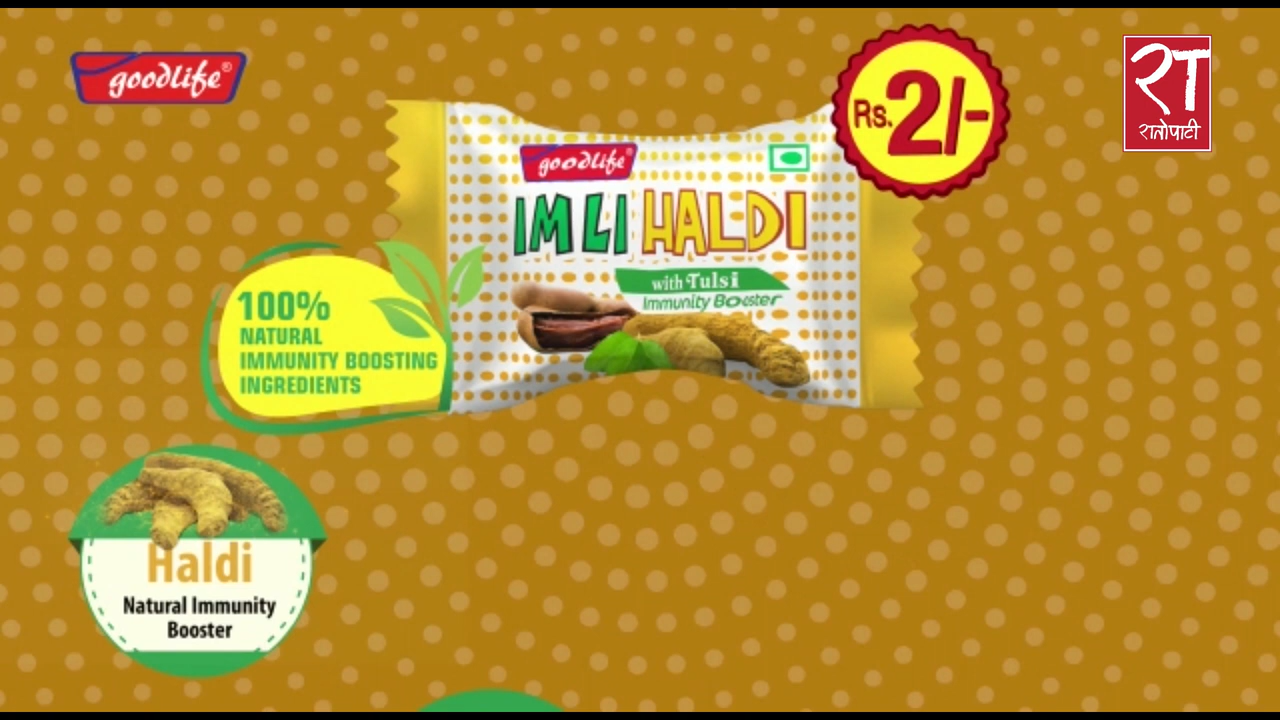 goodlife®
Rs. 2/-
रा
रातोपाटी
goodlife®
IMLI HALDI
with Tulsi
Immunity Booster
100%
NATURAL
IMMUNITY BOOSTING
INGREDIENTS
Haldi
Natural Immunity
Booster